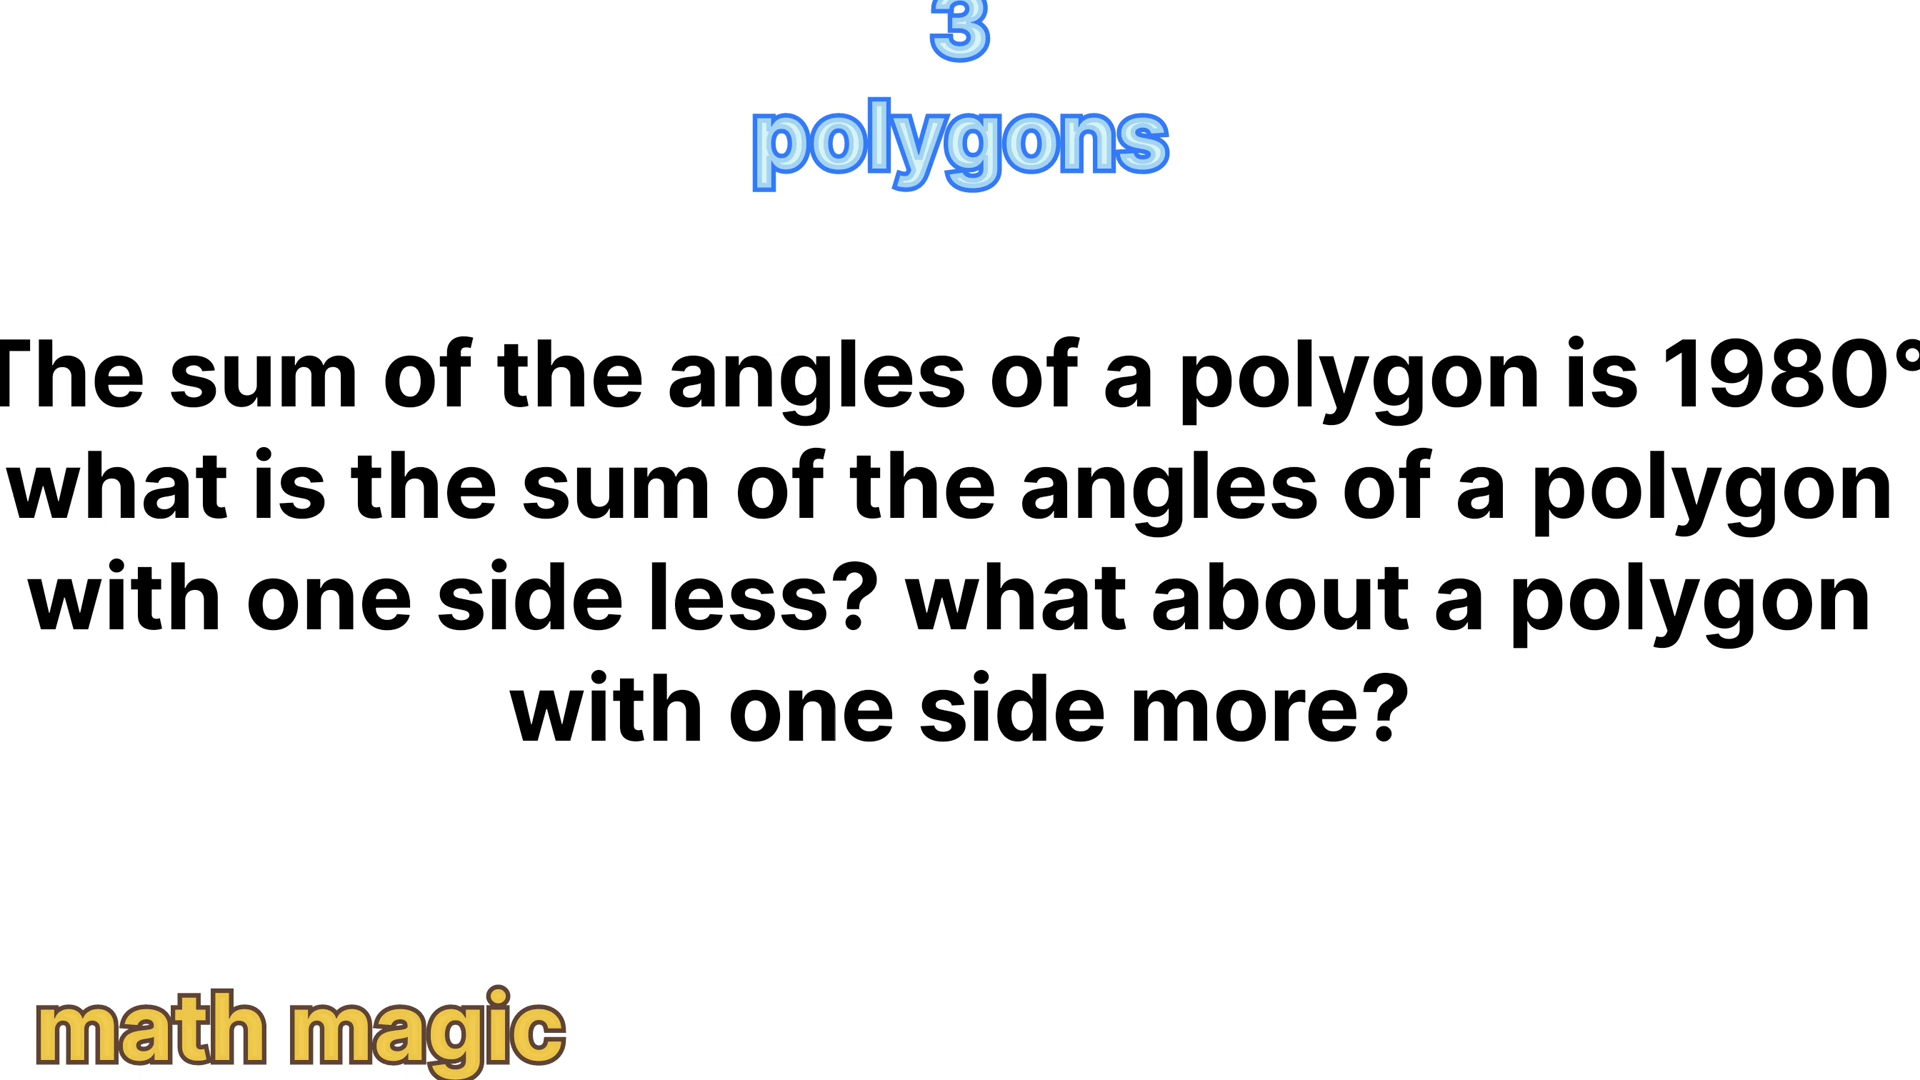 3
polygons
The sum of the angles of a polygon is 1980°
what is the sum of the angles of a polygon
with one side less? what about a polygon
with one side more?
math magic